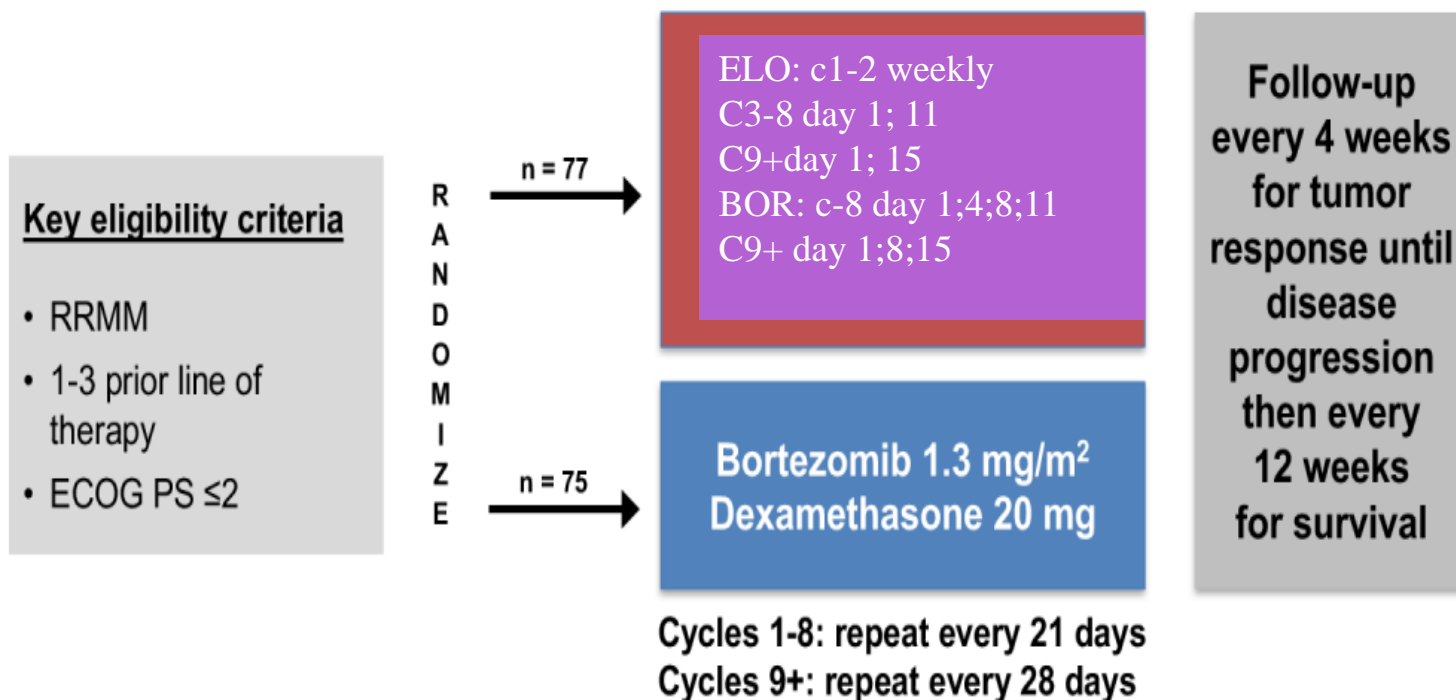 Key eligibility criteria
• RRMM
• 1-3 prior line of
therapy
• ECOG PS ≤2
R
A
N
D
O
M
I
Z
E
n = 77
n = 75
ELO: c1-2 weekly
C3-8 day 1; 11
C9+day 1; 15
BOR: c-8 day 1;4;8;11
C9+ day 1;8;15
Bortezomib 1.3 mg/m²
Dexamethasone 20 mg
Cycles 1-8: repeat every 21 days
Cycles 9+: repeat every 28 days
Follow-up
every 4 weeks
for tumor
response until
disease
progression
then every
12 weeks
for survival